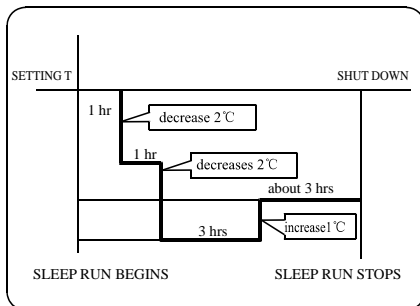 SETTING T
SHUT DOWN
1 hr
decrease 2℃
1 hr
decreases 2℃
about 3 hrs
3 hrs
increase1℃
SLEEP RUN BEGINS
SLEEP RUN STOPS